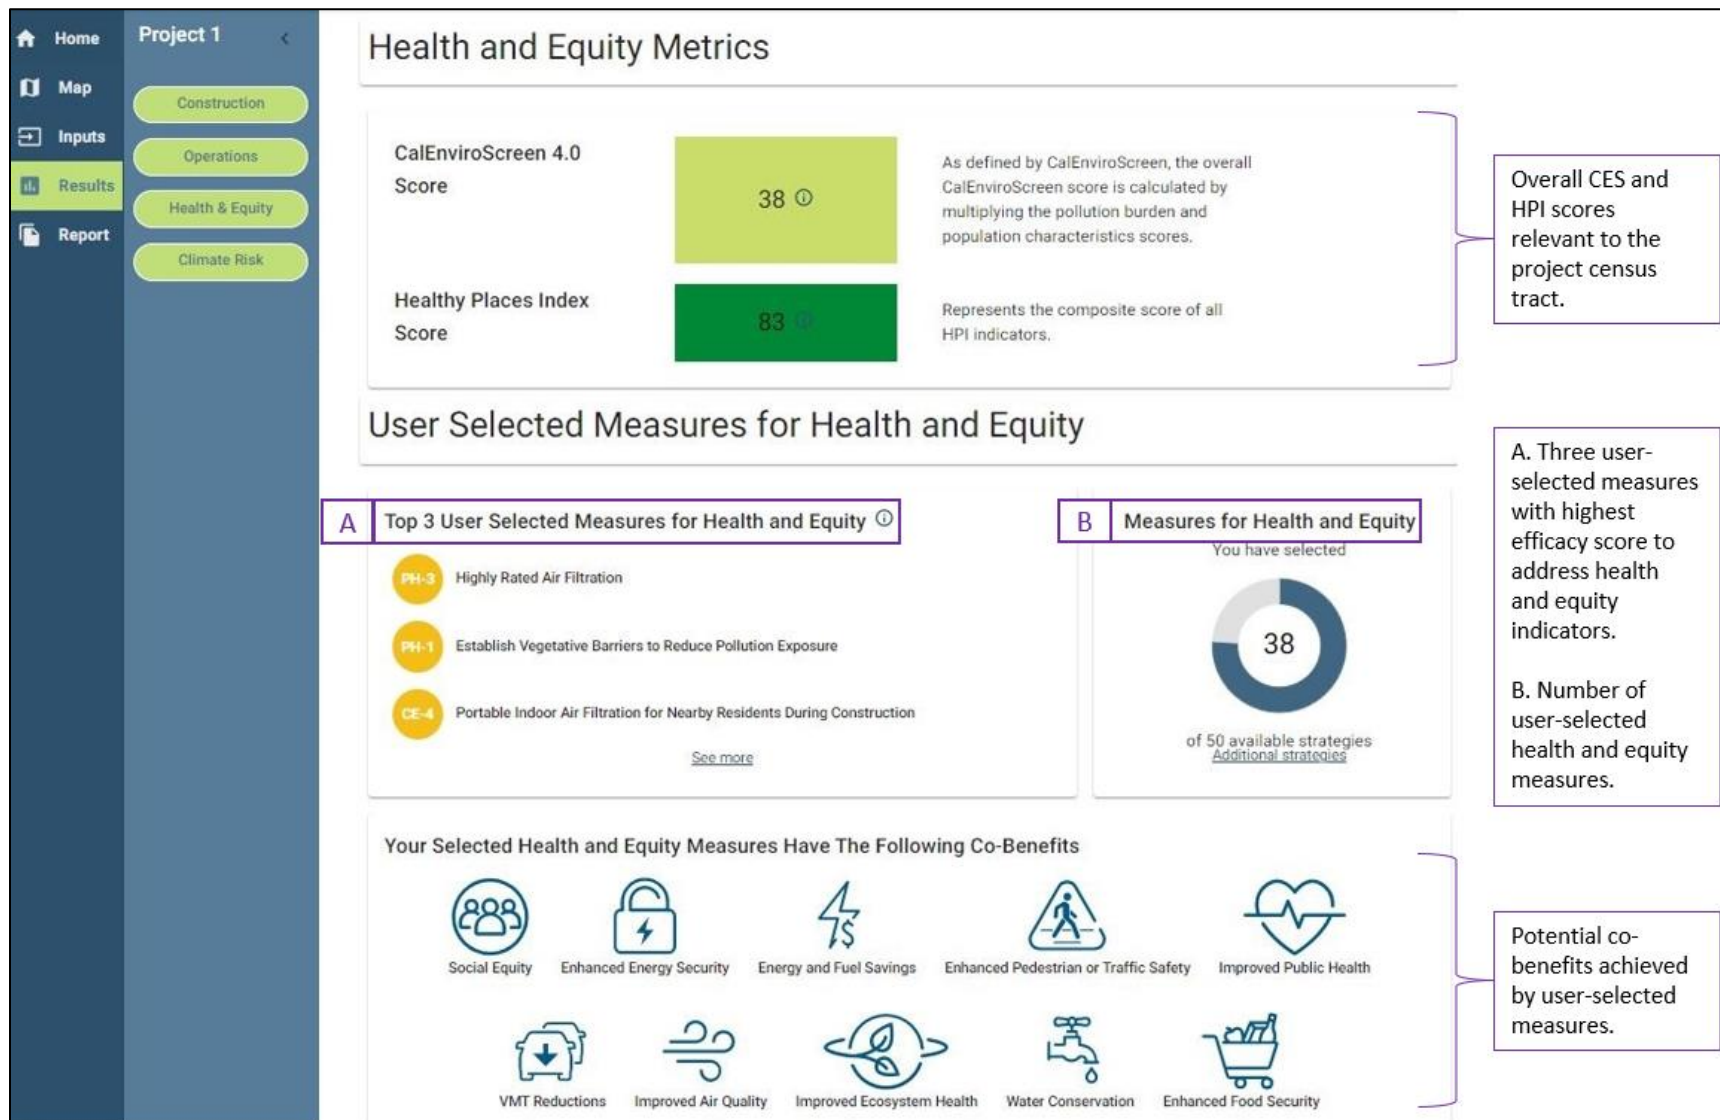 Home
Map
Inputs
Results
Report
Project 1
Construction
Operations
Health & Equity
Climate Risk
Health and Equity Metrics
CalEnviroScreen 4.0
Score
38
As defined by CalEnviroScreen, the overall
CalEnviroScreen score is calculated by
multiplying the pollution burden and
population characteristics scores.
Healthy Places Index
Score
83
Represents the composite score of all
HPI indicators.
Overall CES and
HPI scores
relevant to the
project census
tract.
User Selected Measures for Health and Equity
A
Top 3 User Selected Measures for Health and Equity
PH-3
Highly Rated Air Filtration
PH-1
Establish Vegetative Barriers to Reduce Pollution Exposure
CE-4
Portable Indoor Air Filtration for Nearby Residents During Construction
See more
B
Measures for Health and Equity
You have selected
38
of 50 available strategies
Additional strategies
A. Three user-
selected measures
with highest
efficacy score to
address health
and equity
indicators.
B. Number of
user-selected
health and equity
measures.
Your Selected Health and Equity Measures Have The Following Co-Benefits
Social Equity
Enhanced Energy Security
Energy and Fuel Savings
Enhanced Pedestrian or Traffic Safety
Improved Public Health
VMT Reductions
Improved Air Quality
Improved Ecosystem Health
Water Conservation
Enhanced Food Security
Potential co-
benefits achieved
by user-selected
measures.